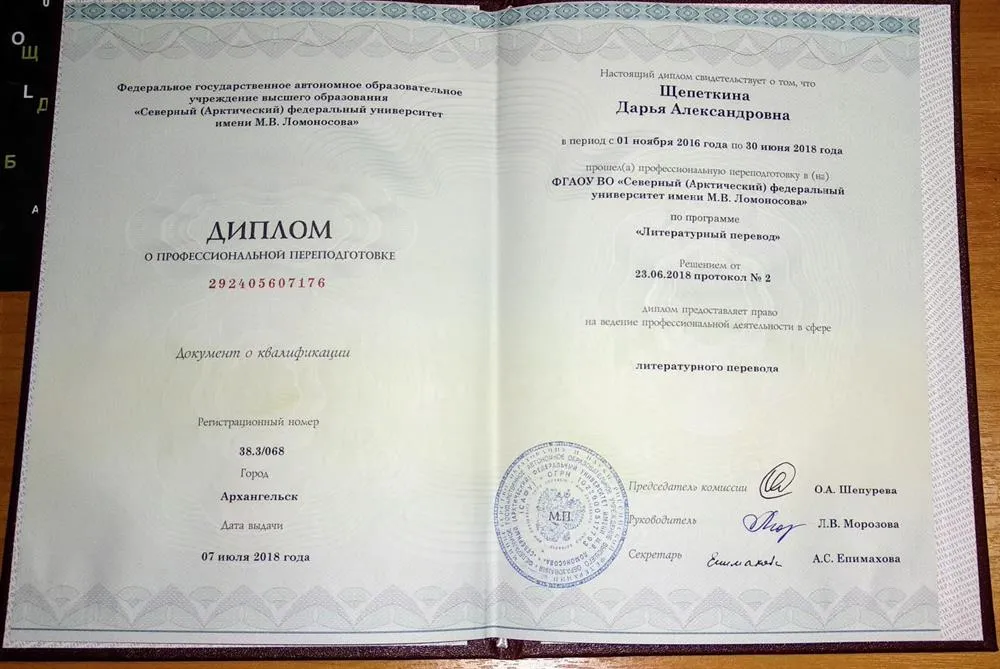 Федеральное государственное автономное образовательное
учреждение высшего образования
«Северный (Арктический) федеральный университет
имени М.В. Ломоносова»
ДИПЛОМ
О ПРОФЕССИОНАЛЬНОЙ ПЕРЕПОДГОТОВКЕ
292405607176
Документ о квалификации
Регистрационный номер
38.3/068
Город
Архангельск
Дата выдачи
07 июля 2018 года
Настоящий диплом свидетельствует о том, что
Щепеткина
Дарья Александровна
в период с 01 ноября 2016 года по 30 июня 2018 года
прошел(а) профессиональную переподготовку в (на)
ФГАОУ ВО «Северный (Арктический) федеральный
университет имени М.В. Ломоносова»
по программе
«Литературный перевод»
Решением от
23.06.2018 протокол № 2
диплом предоставляет право
на ведение профессиональной деятельности в сфере
литературного перевода
М.П.
Председатель комиссии О.А. Шепурева
Руководитель Л.В. Морозова
Секретарь Епимахова А.С. Епимахова
О
Щ
L
Д
Б
А